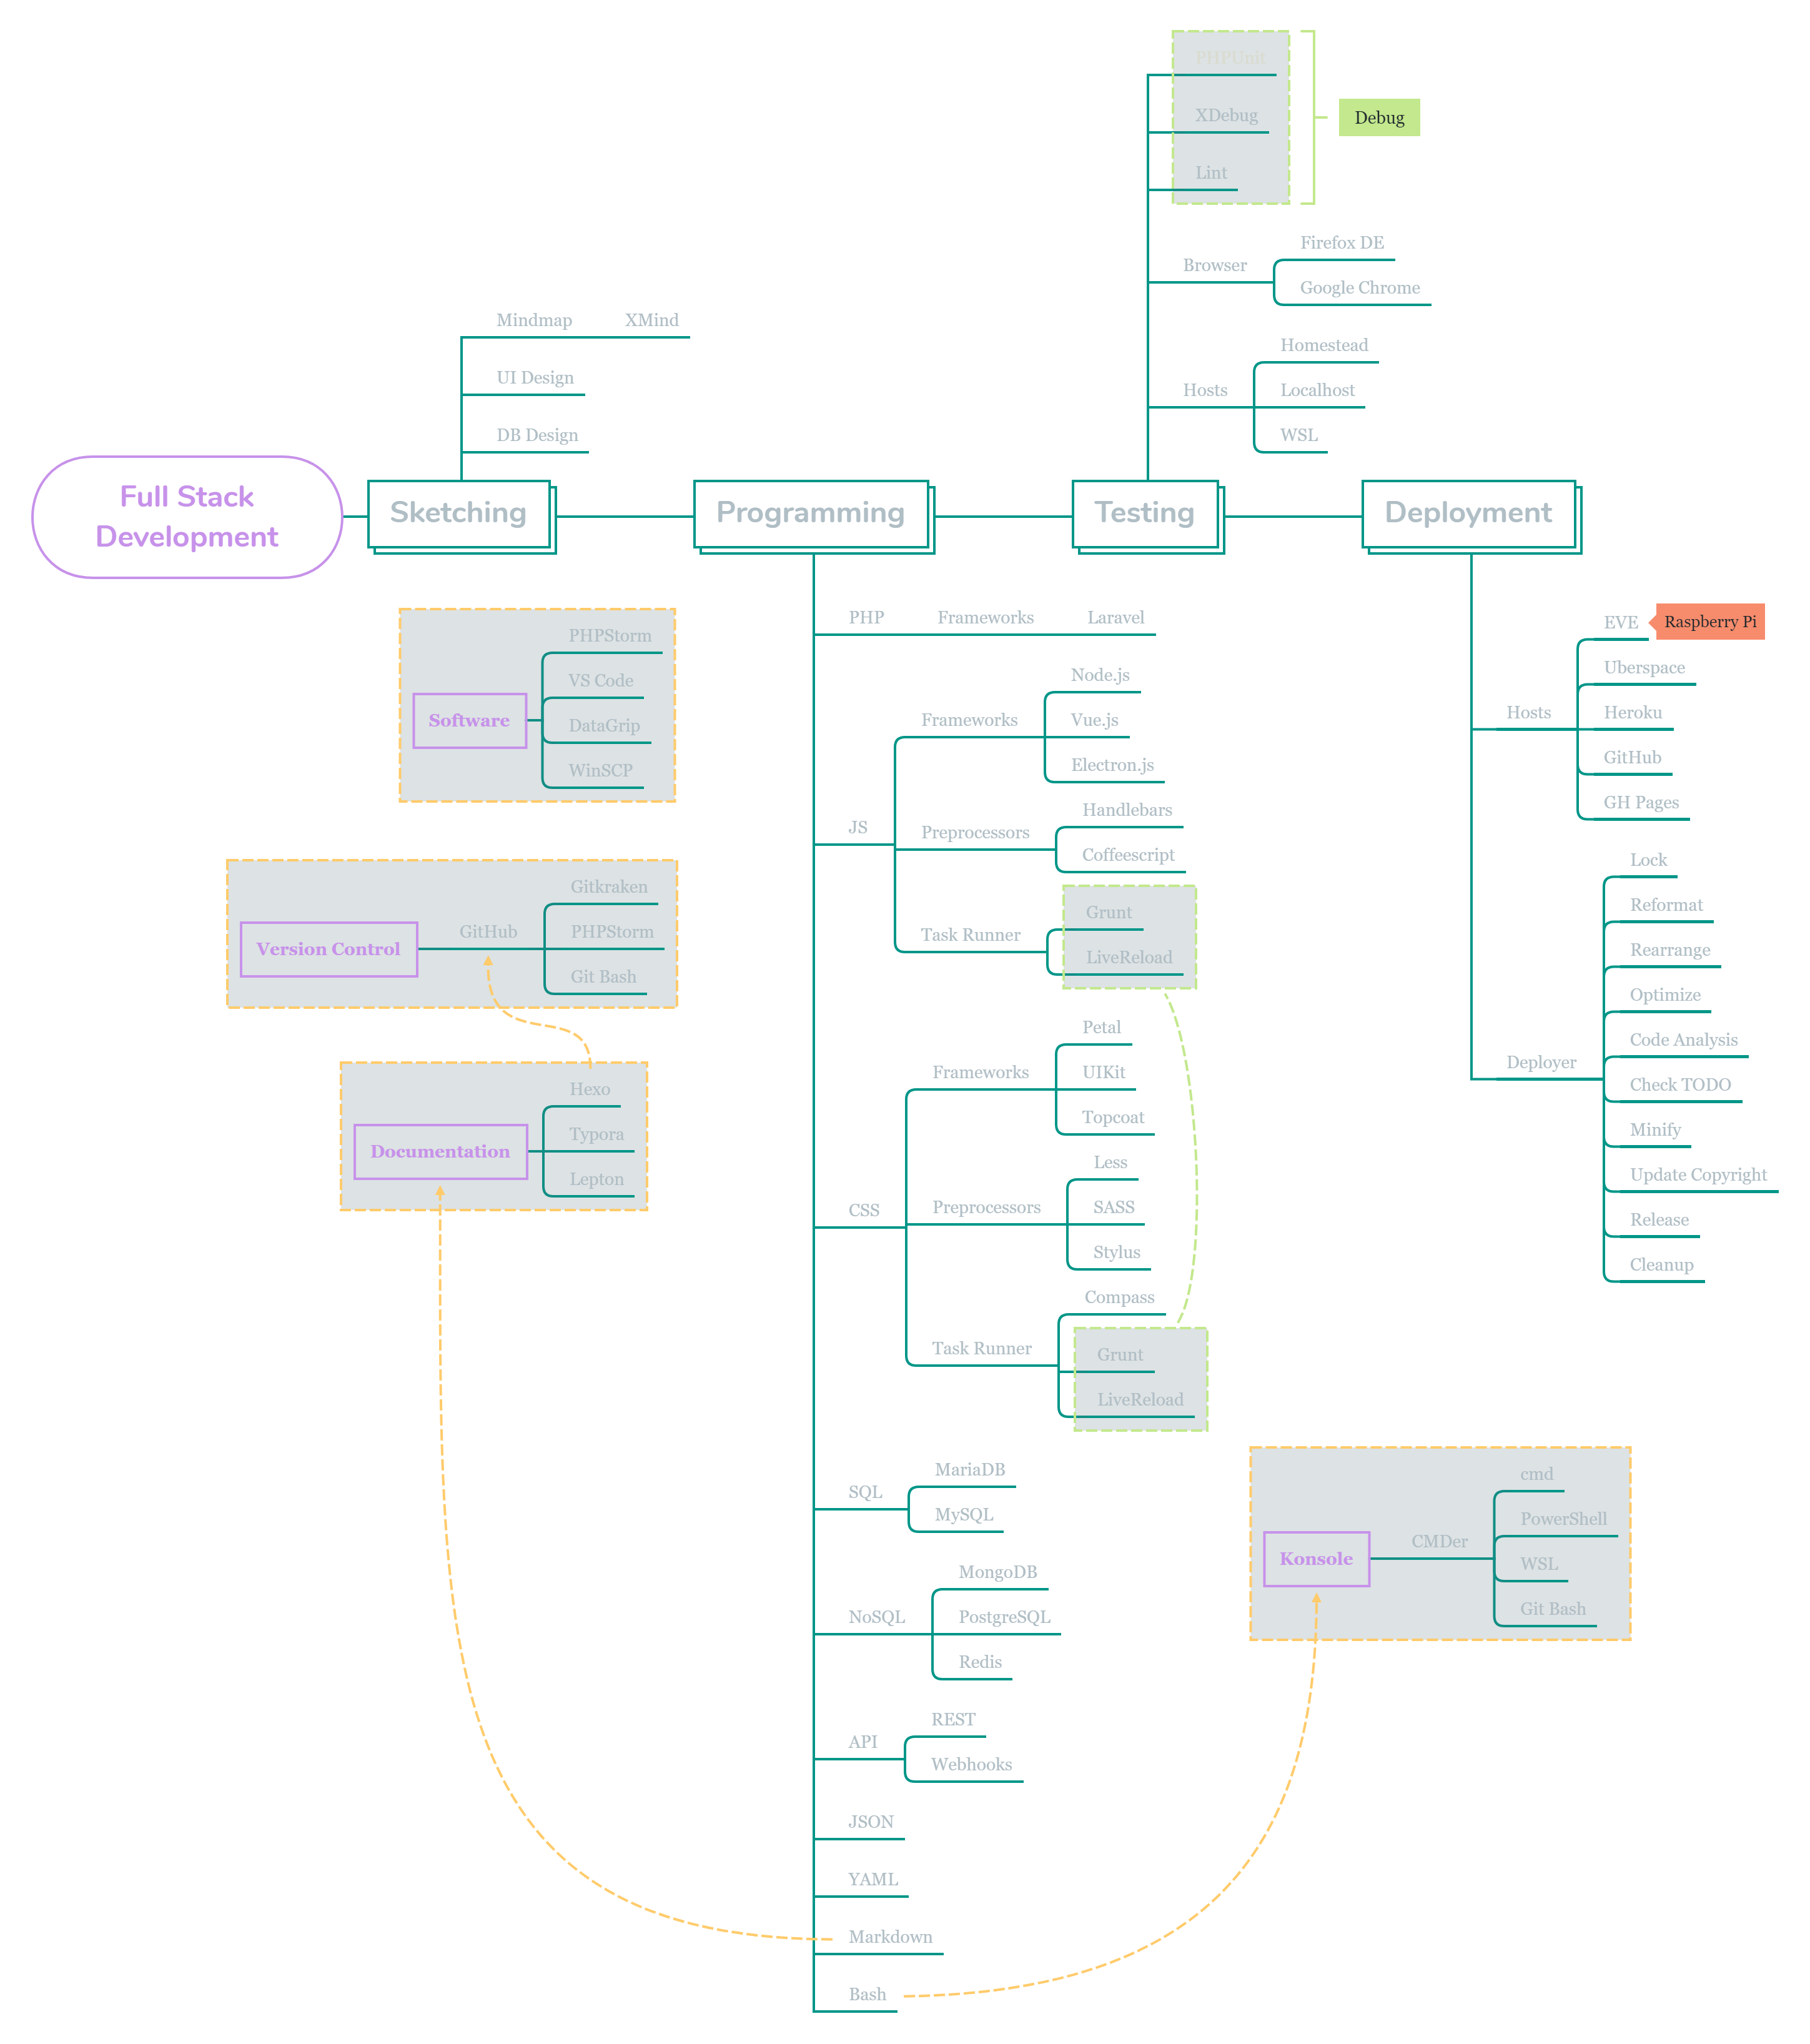 PHPUnit
XDebug
Debug
Lint
Firefox DE
Browser
Google Chrome
Mindmap
XMind
Homestead
UI Design
Hosts
Localhost
DB Design
WSL
Full Stack
Development
Sketching
Programming
Testing
Deployment
PHPStorm
VS Code
Software
DataGrip
WinSCP
Gitkraken
Version Control
GitHub
PHPStorm
Git Bash
Hexo
Typora
Documentation
Lepton
PHP
Frameworks
Laravel
JS
Frameworks
Node.js
Vue.js
Electron.js
Preprocessors
Handlebars
Coffeescript
Task Runner
Grunt
LiveReload
CSS
Frameworks
Petal
UIKit
Topcoat
Preprocessors
Less
SASS
Stylus
Task Runner
Compass
Grunt
LiveReload
SQL
MariaDB
MySQL
NoSQL
MongoDB
PostgreSQL
Redis
API
REST
Webhooks
JSON
YAML
Markdown
Bash
Hosts
EVE
Raspberry Pi
Uberspace
Heroku
GitHub
GH Pages
Deployer
Lock
Reformat
Rearrange
Optimize
Code Analysis
Check TODO
Minify
Update Copyright
Release
Cleanup
Konsole
CMDer
cmd
PowerShell
WSL
Git Bash